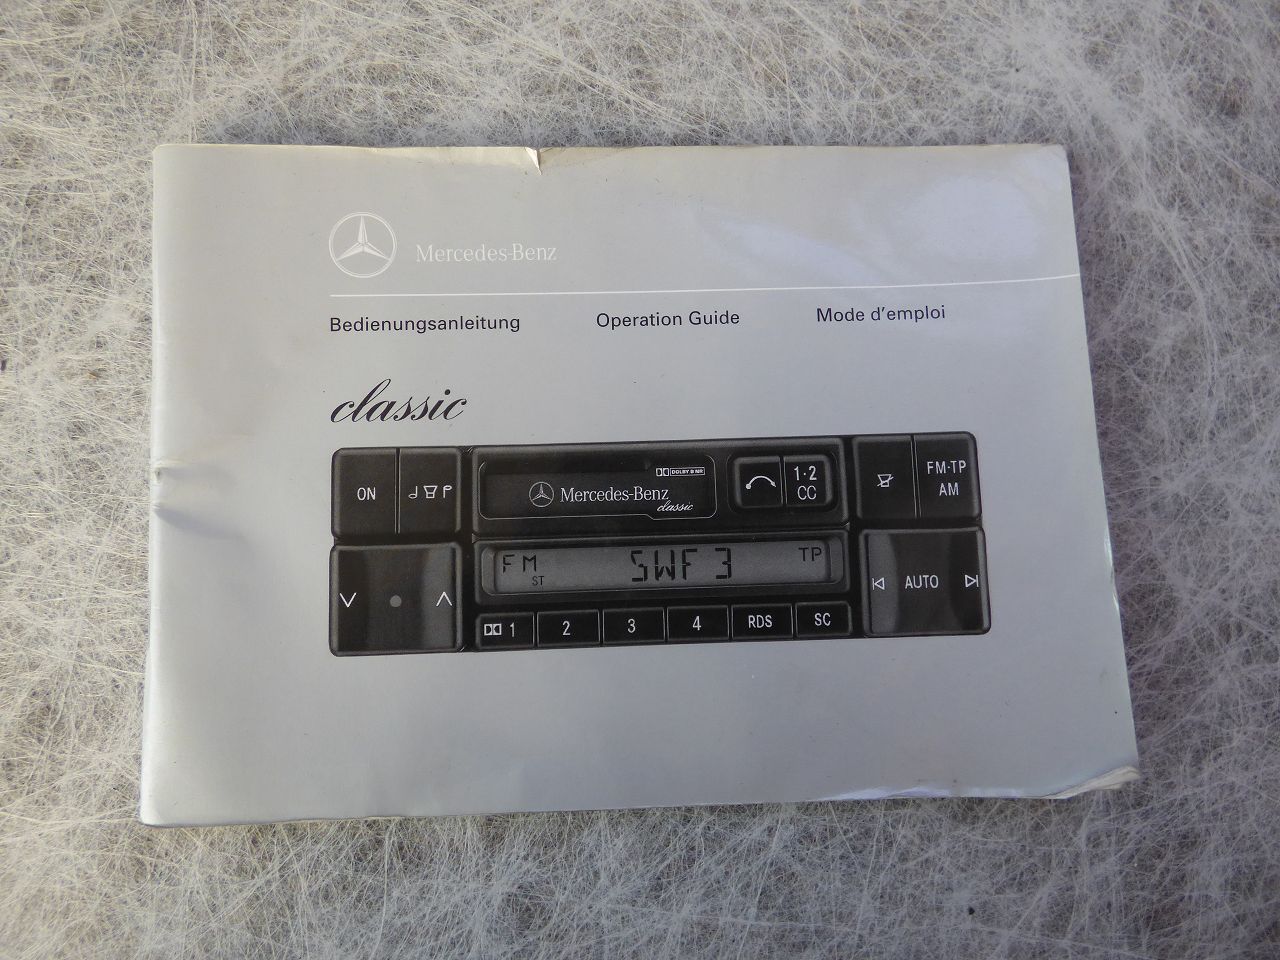 Mercedes-Benz
Bedienungsanleitung Operation Guide Mode d'emploi
classic
ON
DOLBY B NR
Mercedes-Benz
classic
1·2
CC
FM·TP
AM
FM
ST
SWF 3
TP
AUTO
1 2 3 4 RDS SC